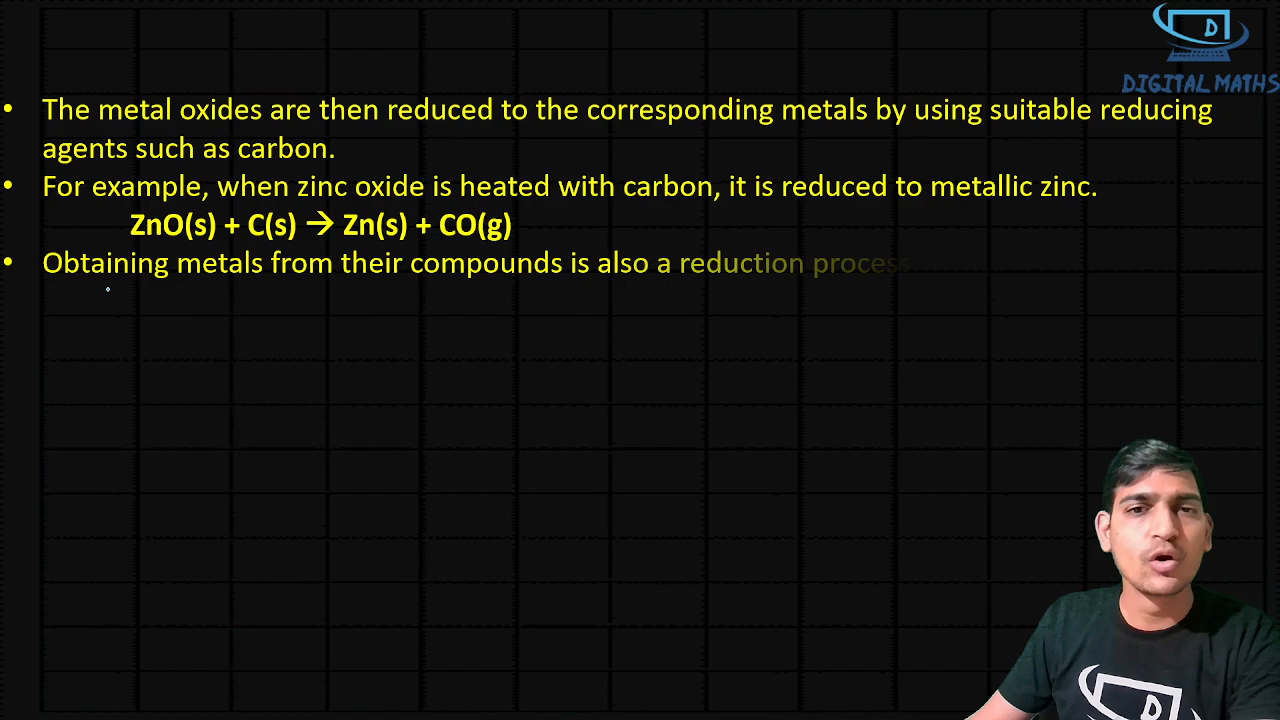 D
DIGITAL MATHS
• The metal oxides are then reduced to the corresponding metals by using suitable reducing
agents such as carbon.
• For example, when zinc oxide is heated with carbon, it is reduced to metallic zinc.
ZnO(s) + C(s) → Zn(s) + CO(g)
• Obtaining metals from their compounds is also a reduction process
D